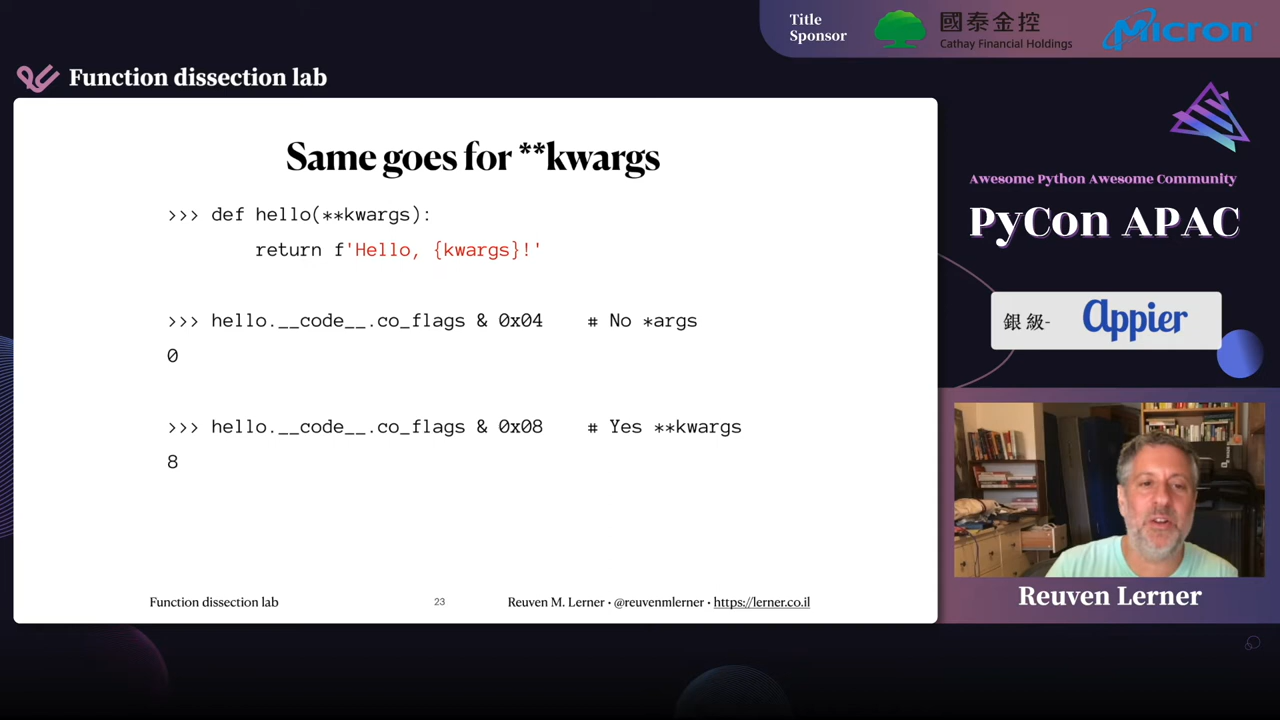 Title
Sponsor
國泰金控
Cathay Financial Holdings
Micron
Function dissection lab
Same goes for **kwargs
>>> def hello(**kwargs):
return f'Hello, {kwargs}!'
>>> hello.__code__.co_flags & 0x04 # No *args
0
>>> hello.__code__.co_flags & 0x08 # Yes **kwargs
8
Function dissection lab 23 Reuven M. Lerner • @reuvenmlerner • https://lerner.co.il
Awesome Python Awesome Community
PyCon APAC
銀級- Appier
Reuven Lerner